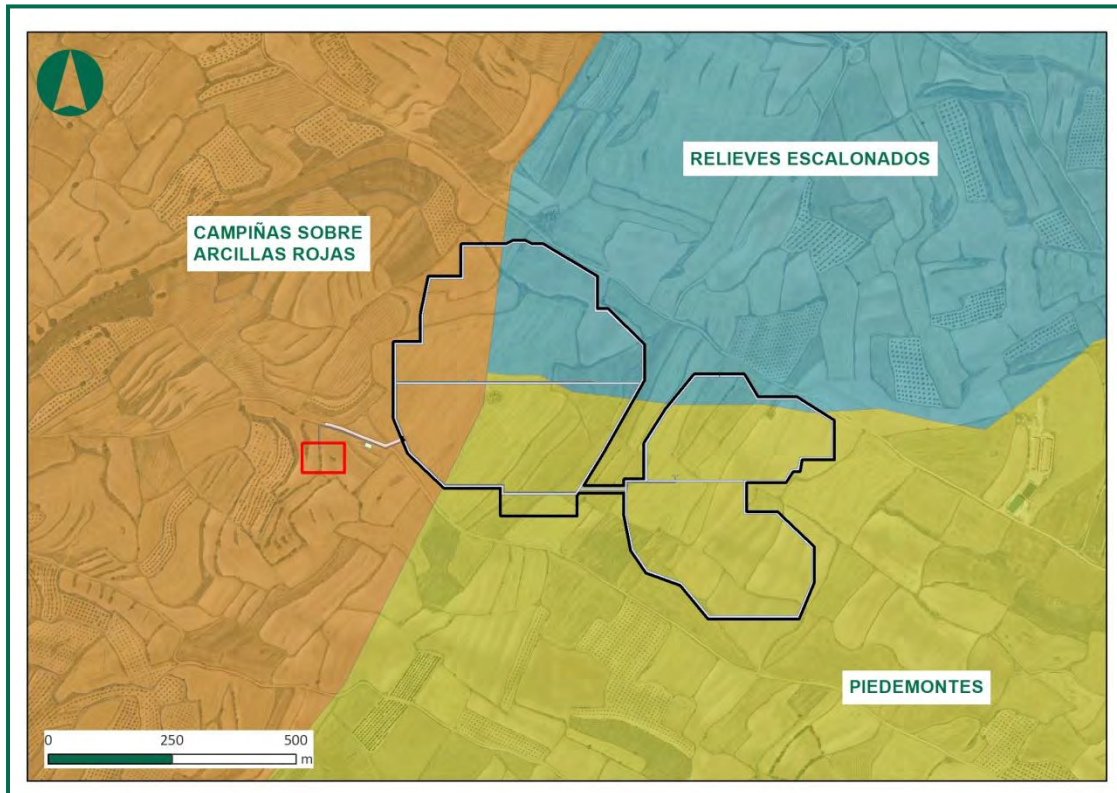 RELIEVES ESCALONADOS
CAMPIÑAS SOBRE
ARCILLAS ROJAS
PIEDEMONTES
0 250 500
m